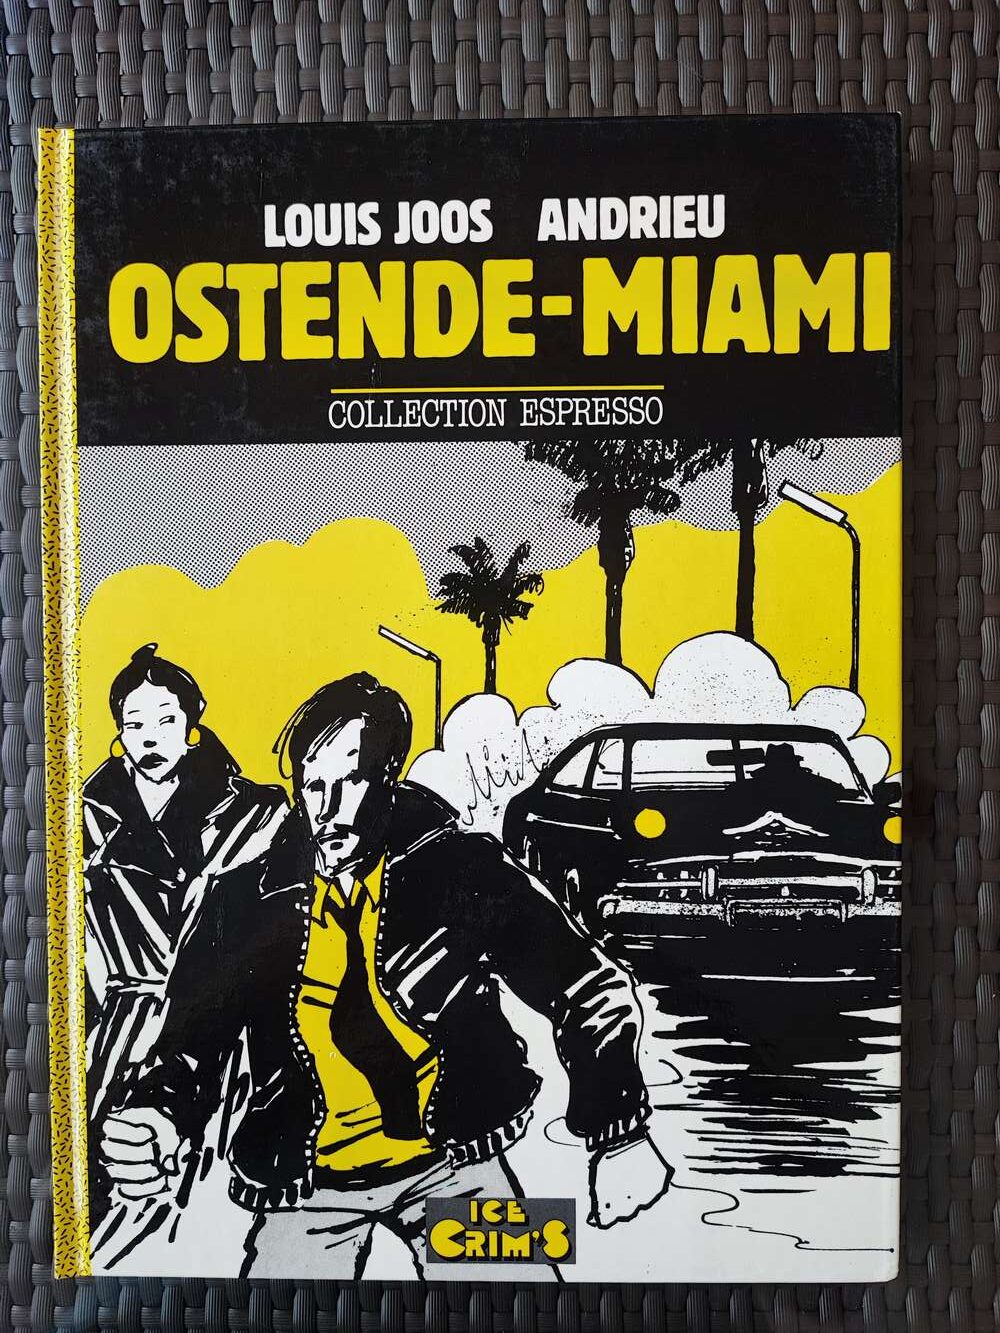 LOUIS JOOS ANDRIEU
OSTENDE-MIAMI
COLLECTION ESPRESSO
ICE
CRIM'S